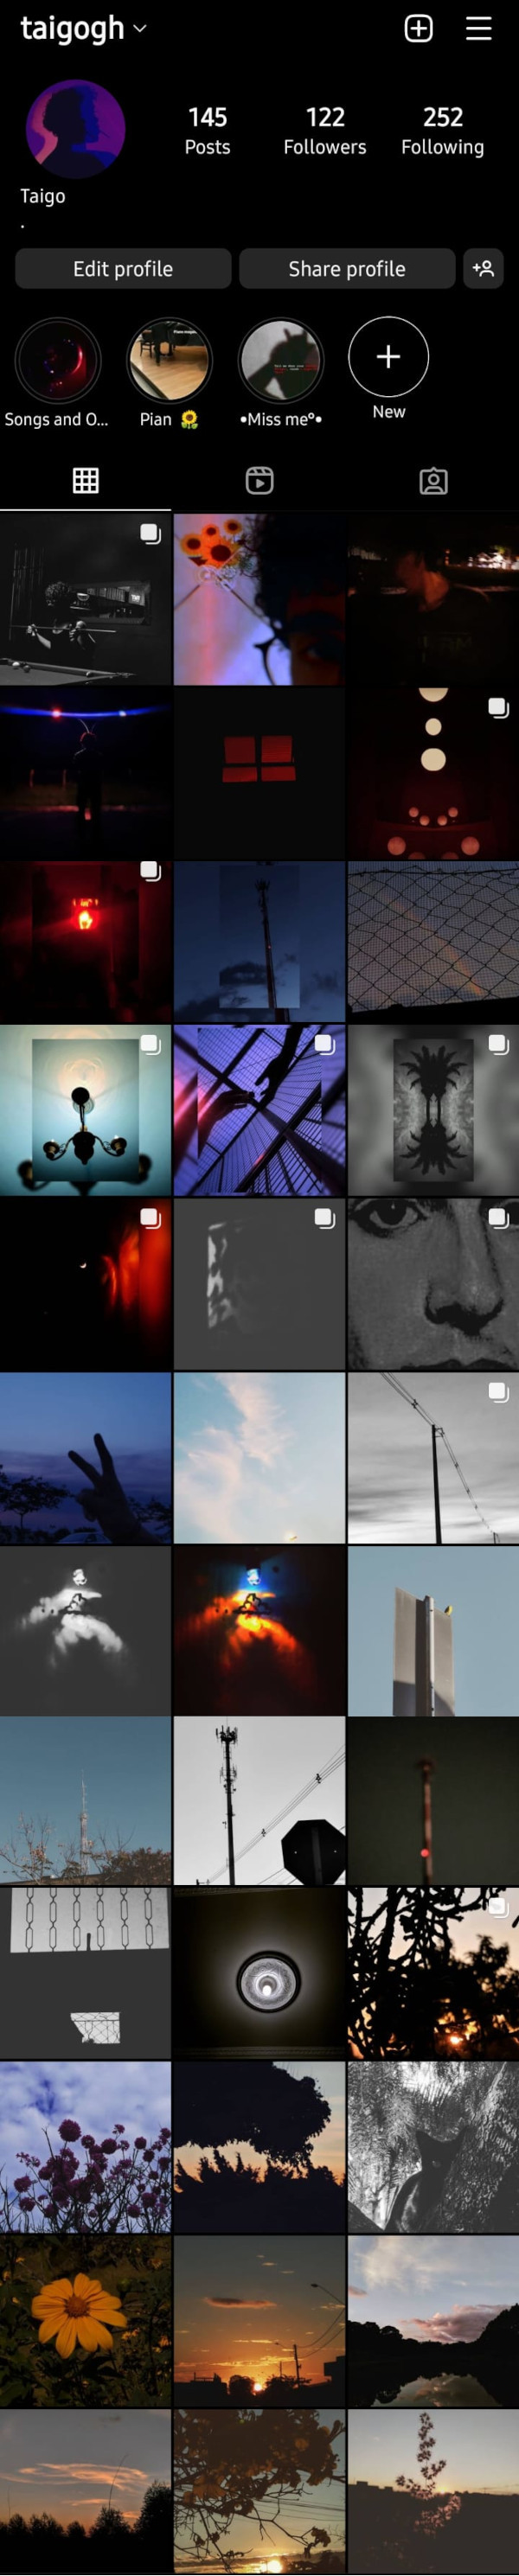 taigogh
145 122 252
Posts Followers Following
Taigo
.
Edit profile Share profile
Songs and O... Pian 🌻 •Miss me°• New